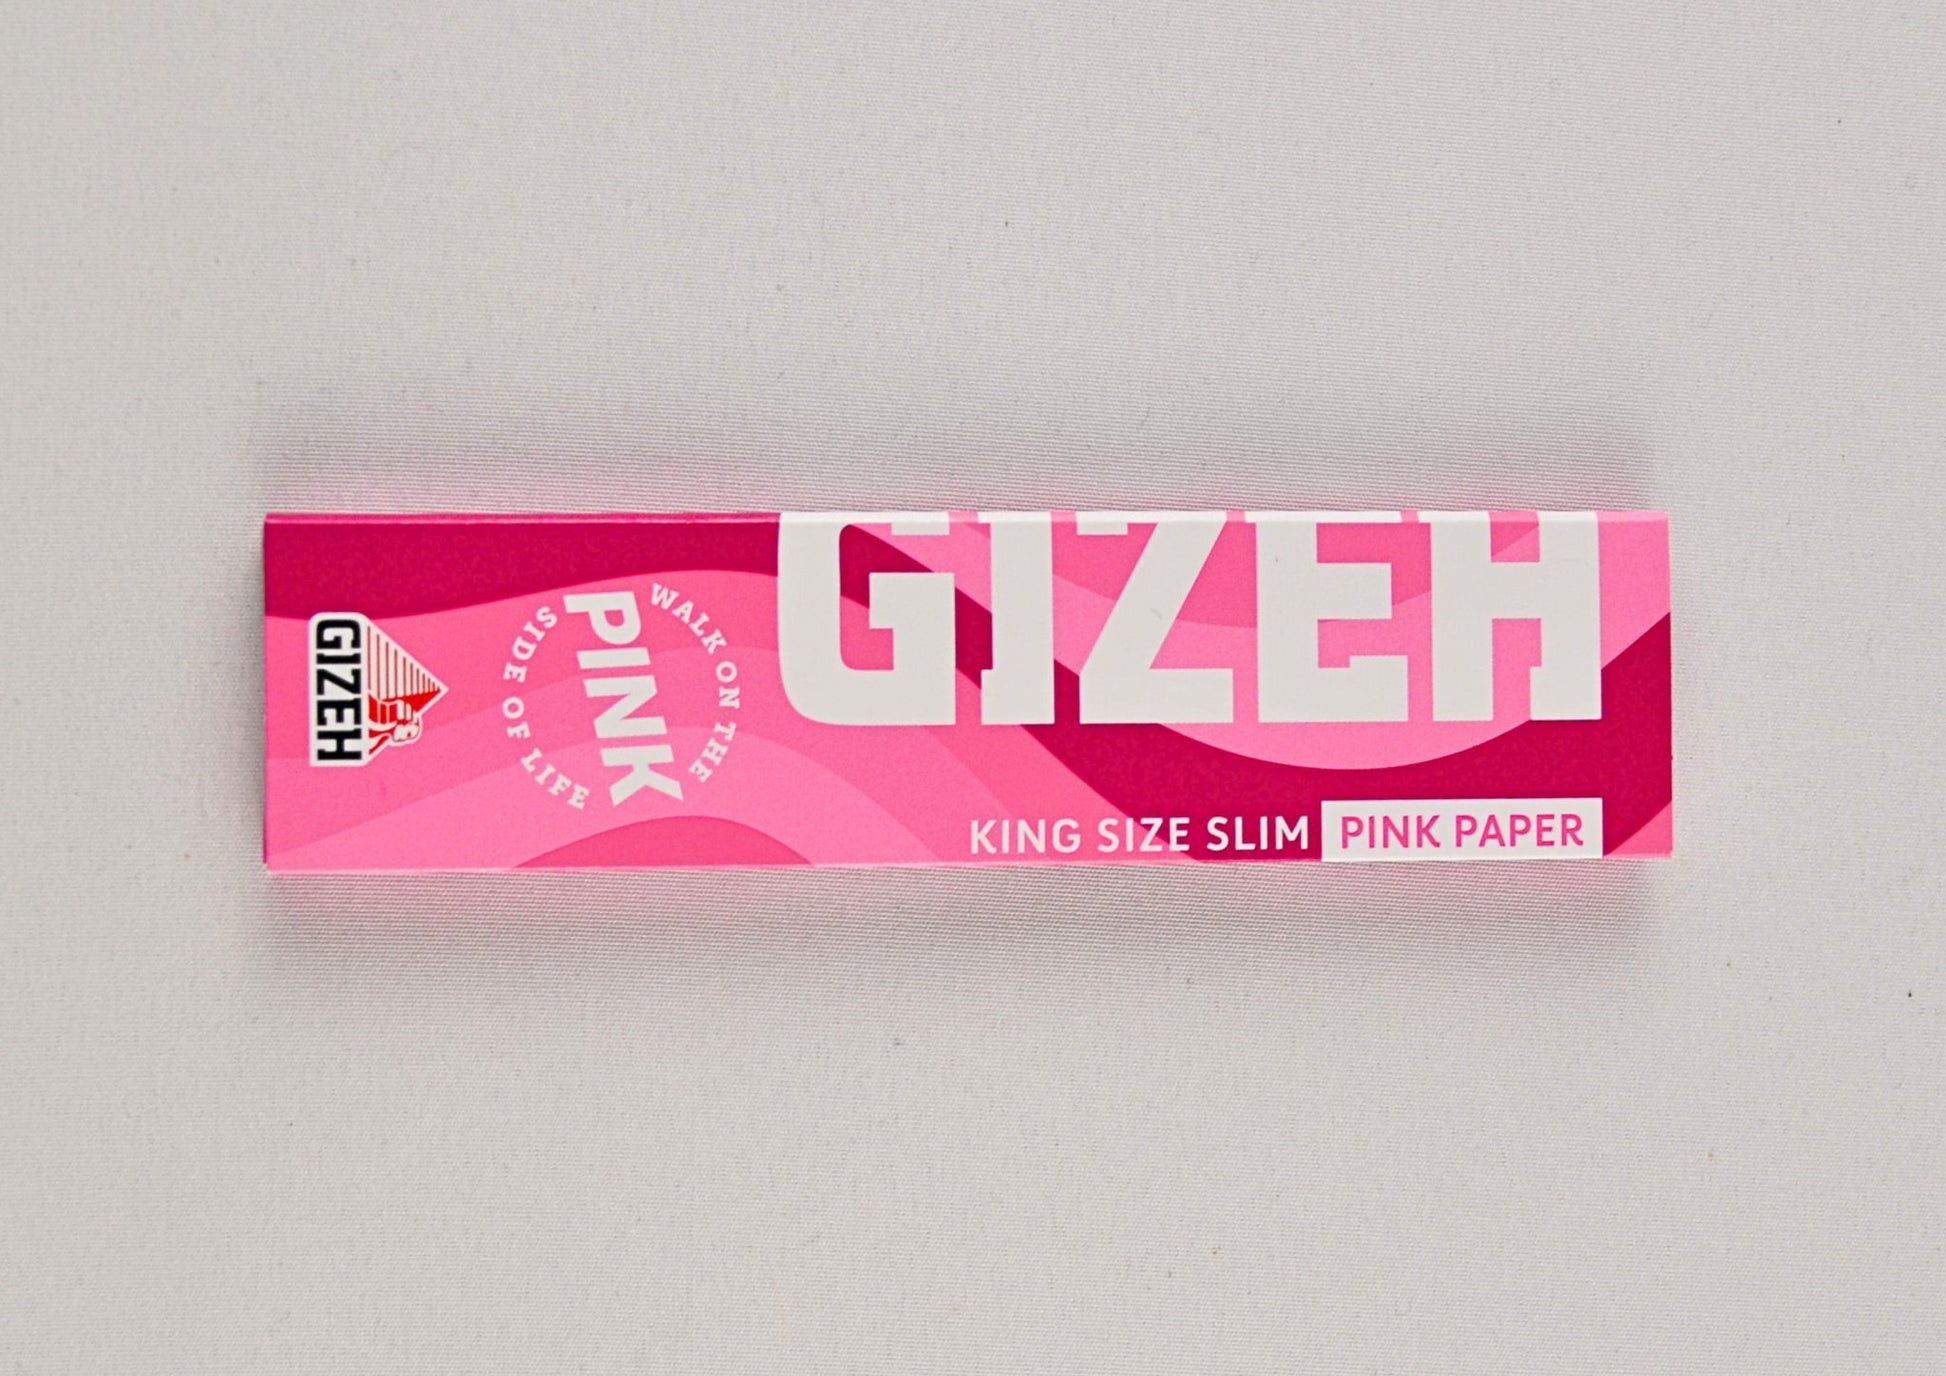 GIZEH
WALK ON THE
PINK
SIDE OF LIFE
GIZEH
KING SIZE SLIM PINK PAPER